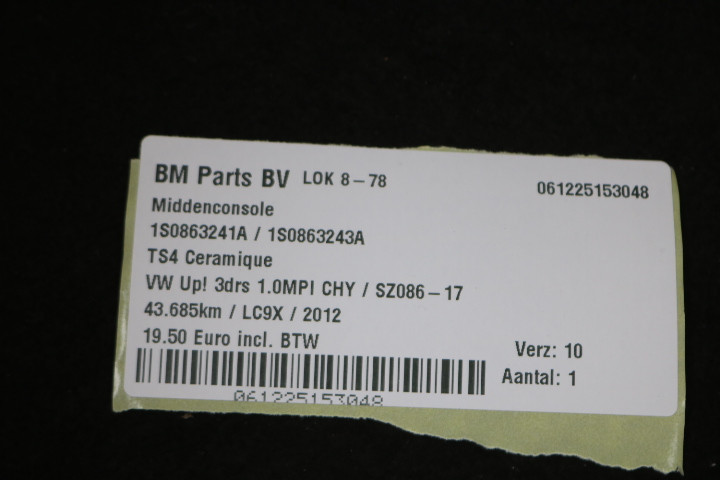 BM Parts BV LOK 8-78 061225153048
Middenconsole
1S0863241A / 1S0863243A
TS4 Ceramique
VW Up! 3drs 1.0MPI CHY / SZ086-17
43.685km / LC9X / 2012
19.50 Euro incl. BTW
Verz: 10
Aantal: 1
061225153048